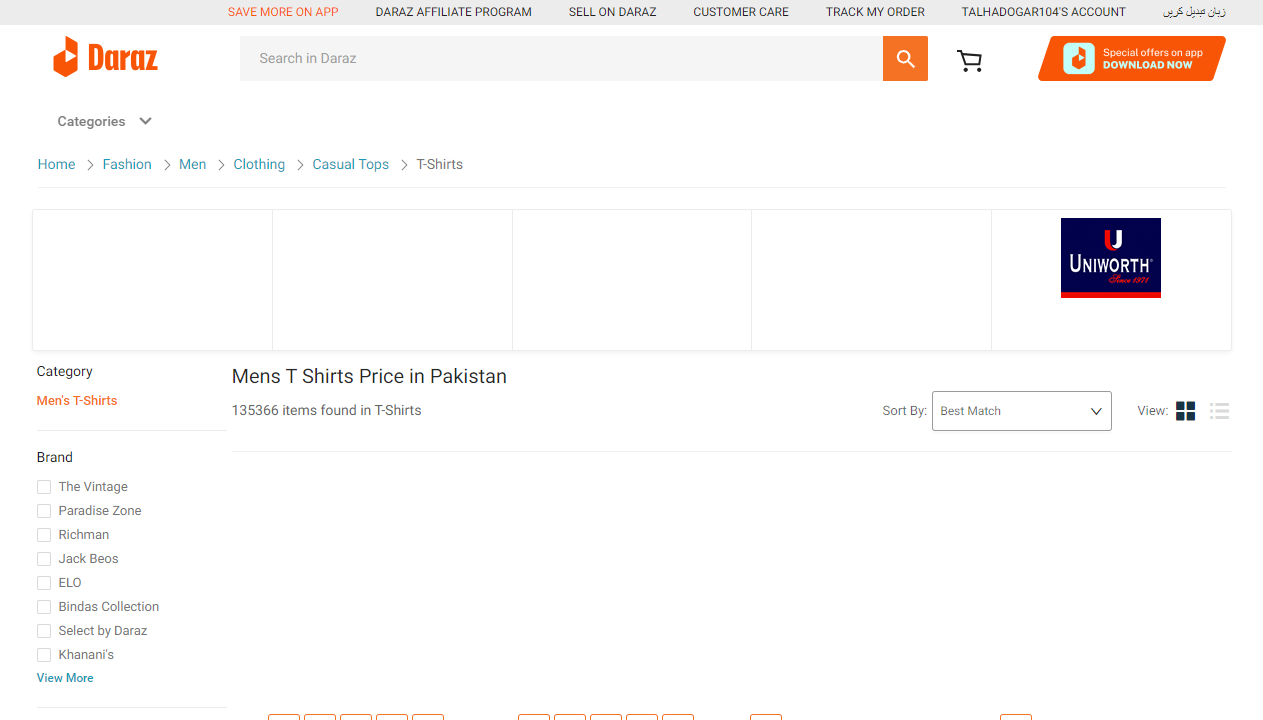 SAVE MORE ON APP DARAZ AFFILIATE PROGRAM SELL ON DARAZ CUSTOMER CARE TRACK MY ORDER TALHADOGAR104'S ACCOUNT زبان تبدیل کریں
Daraz
Search in Daraz
Special offers on app
DOWNLOAD NOW
Categories
Home Fashion Men Clothing Casual Tops T-Shirts
U
UNIWORTH
Since 1971
Category
Men's T-Shirts
Mens T Shirts Price in Pakistan
135366 items found in T-Shirts
Sort By: Best Match View:
Brand
The Vintage
Paradise Zone
Richman
Jack Beos
ELO
Bindas Collection
Select by Daraz
Khanani's
View More